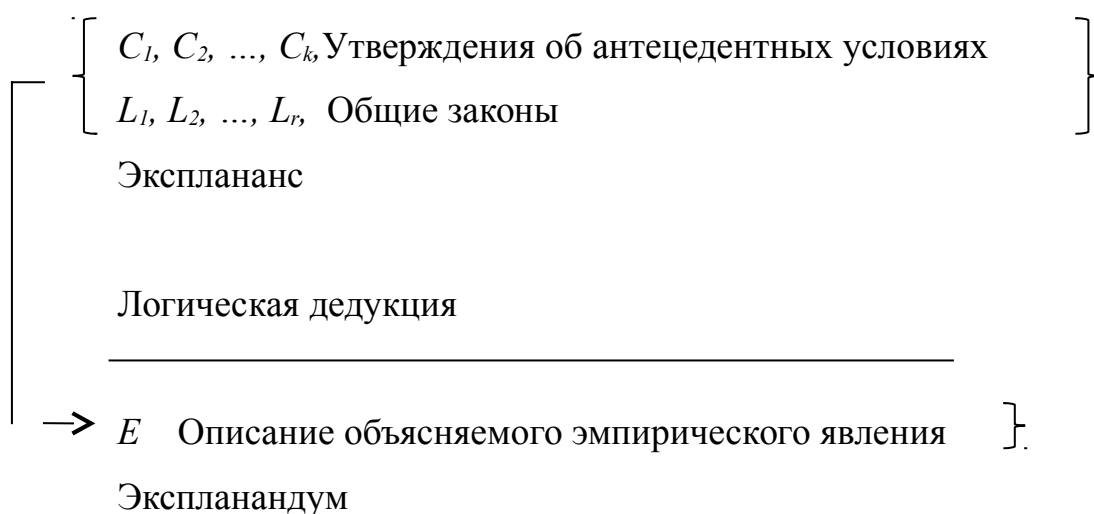 C₁, C₂, ..., Cₖ, Утверждения об антецедентных условиях
L₁, L₂, ..., Lᵣ, Общие законы
Эксплананс
Логическая дедукция
E Описание объясняемого эмпирического явления
Экспланандум